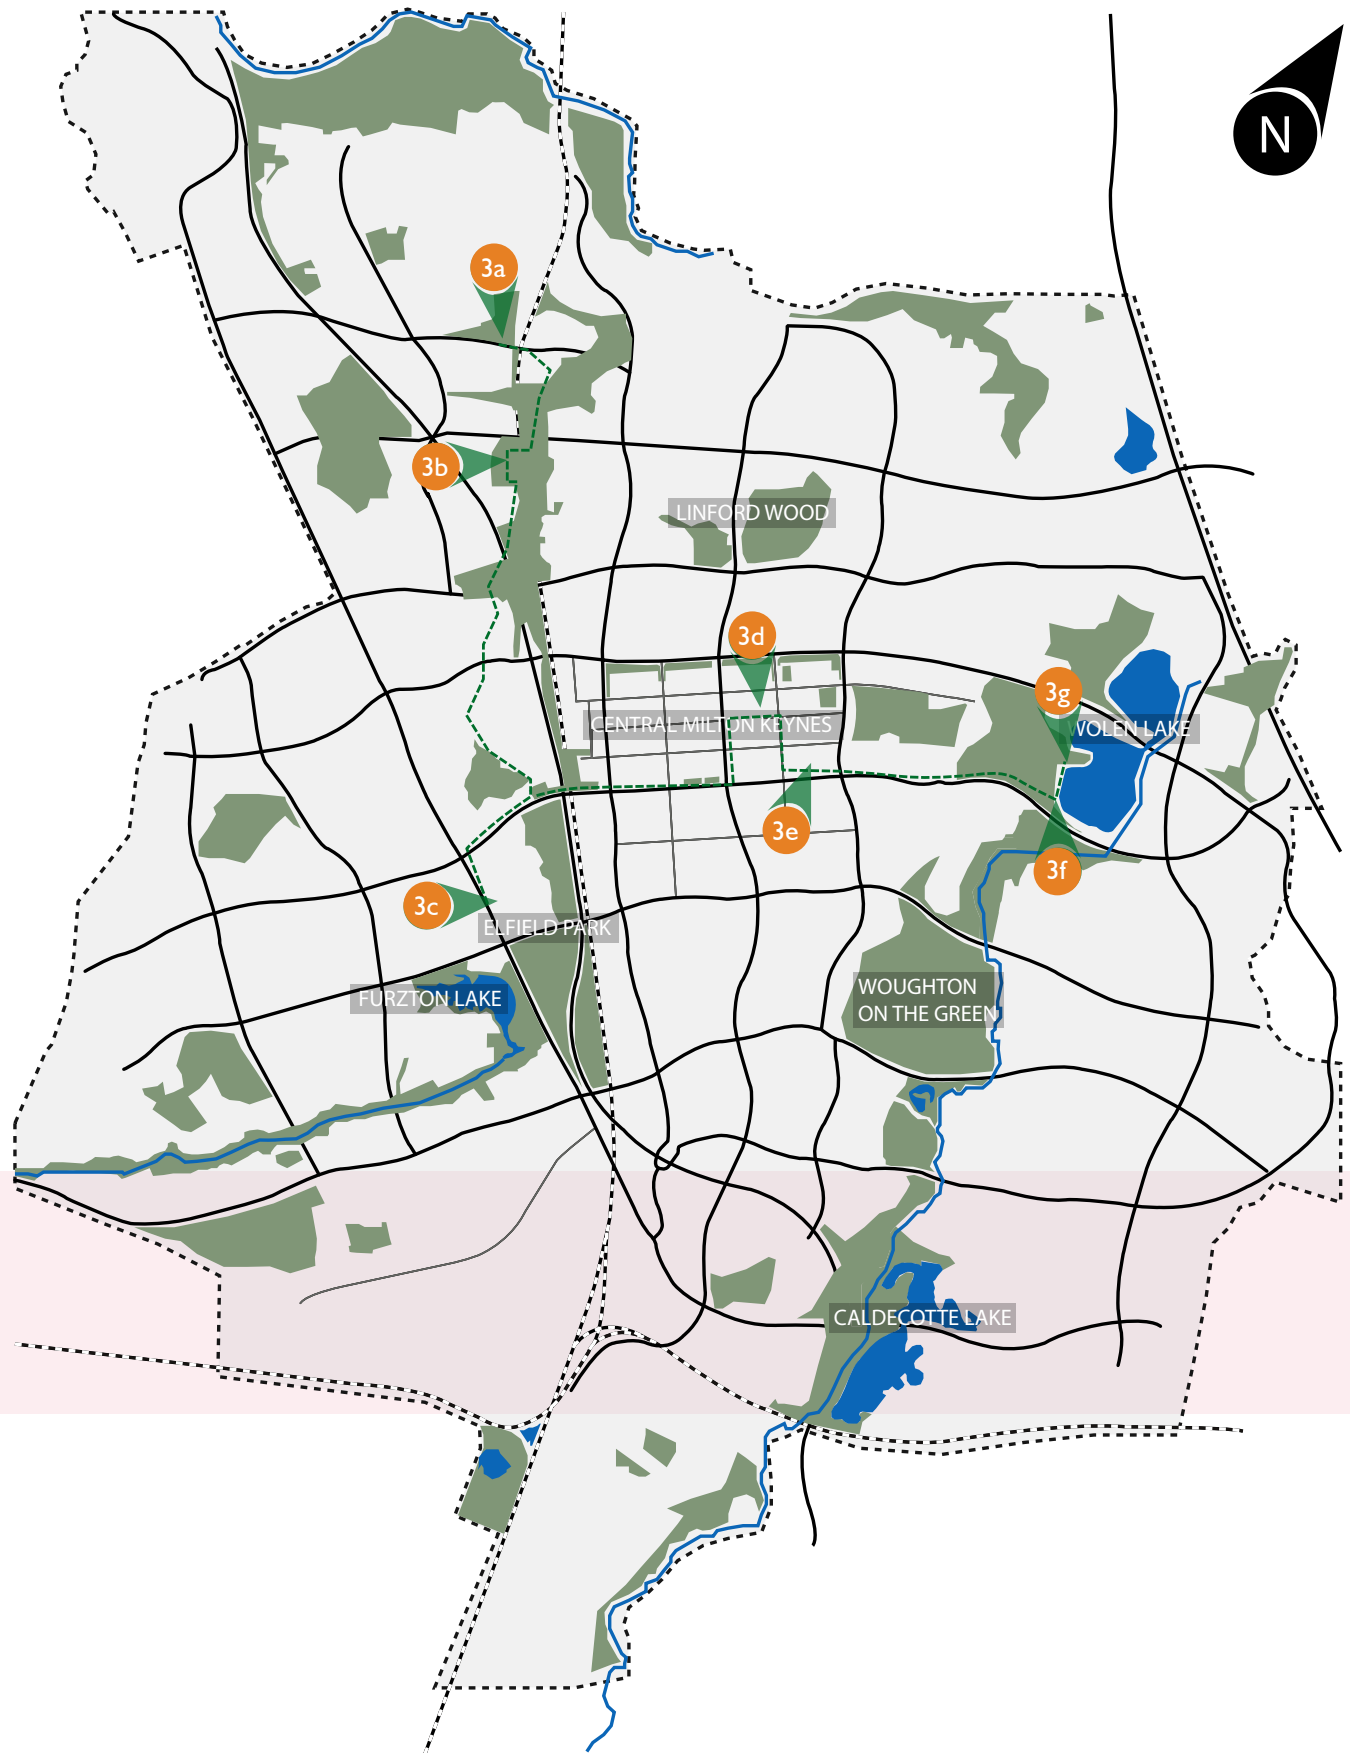 N
3a
3b
LINFORD WOOD
3d
3g
CENTRAL MILTON KEYNES
WOLEN LAKE
3e
3f
3c
ELFIELD PARK
FURZTON LAKE
WOUGHTON
ON THE GREEN
CALDECOTTE LAKE